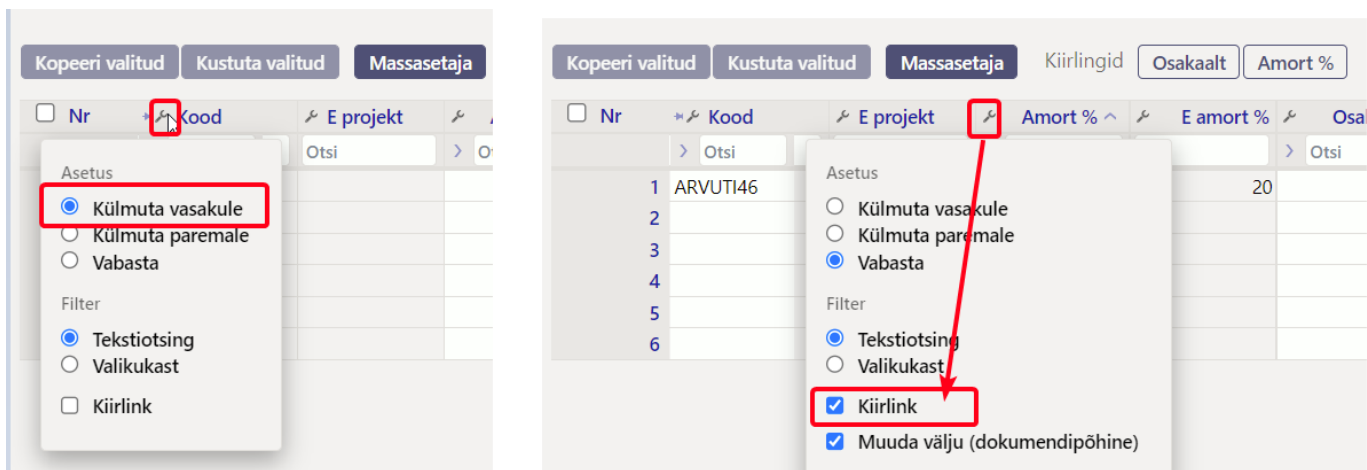 Kopeeri valitud Kustuta valitud Massasetaja
Nr Kood E projekt
Otsi
Asetus
Külmuta vasakule
Külmuta paremale
Vabasta
Filter
Tekstiotsing
Valikukast
Kiirlink
Kopeeri valitud Kustuta valitud Massasetaja Kiirlingid Osakaalt Amort %
Nr Kood E projekt Amort % E amort %
Otsi Otsi
1 ARVUTI46 20
2
3
4
5
6
Asetus
Külmuta vasakule
Külmuta paremale
Vabasta
Filter
Tekstiotsing
Valikukast
Kiirlink
Muuda välju (dokumendipõhine)